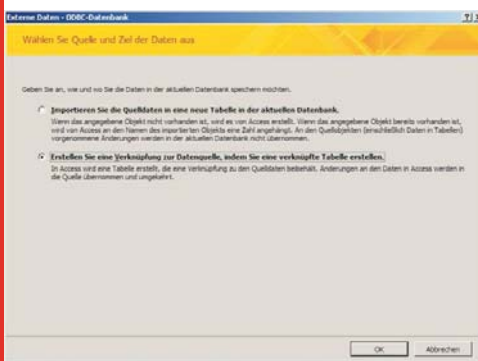 Externe Daten - ODBC-Datenbank
Wählen Sie Quelle und Ziel der Daten aus
Geben Sie an, wie und wo Sie die Daten in der aktuellen Datenbank speichern möchten.
Importieren Sie die Quelldaten in eine neue Tabelle in der aktuellen Datenbank.
Wenn das angegebene Objekt nicht vorhanden ist, wird es von Access erstellt. Wenn das angegebene Objekt bereits vorhanden ist,
wird von Access an den Namen des importierten Objekts eine Zahl angehängt. An den Quellobjekten (einschließlich Daten in Tabellen)
vorgenommene Änderungen werden in der aktuellen Datenbank nicht übernommen.
Erstellen Sie eine Verknüpfung zur Datenquelle, indem Sie eine verknüpfte Tabelle erstellen.
In Access wird eine Tabelle erstellt, die eine Verknüpfung zu den Quelldaten beibehält. Änderungen an den Daten in Access werden in
die Quelle übernommen und umgekehrt.
OK Abbrechen